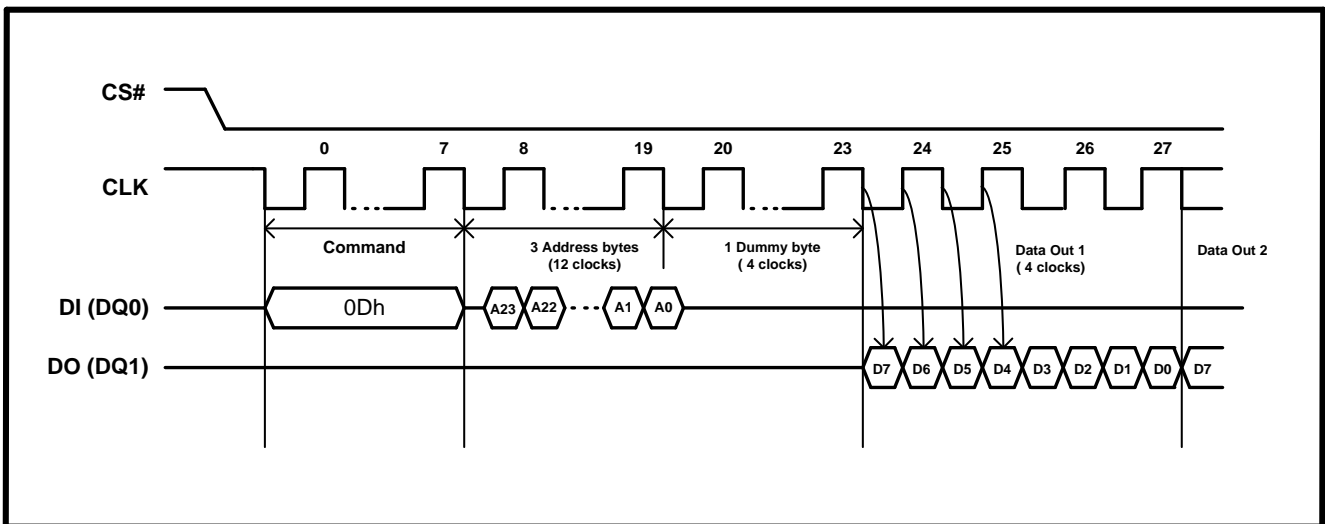 CS#
0 7 8 19 20 23 24 25 26 27
CLK
Command
3 Address bytes
(12 clocks)
1 Dummy byte
( 4 clocks)
Data Out 1
( 4 clocks)
Data Out 2
DI (DQ0)
0Dh
A23 A22 A1 A0
DO (DQ1)
D7 D6 D5 D4 D3 D2 D1 D0 D7